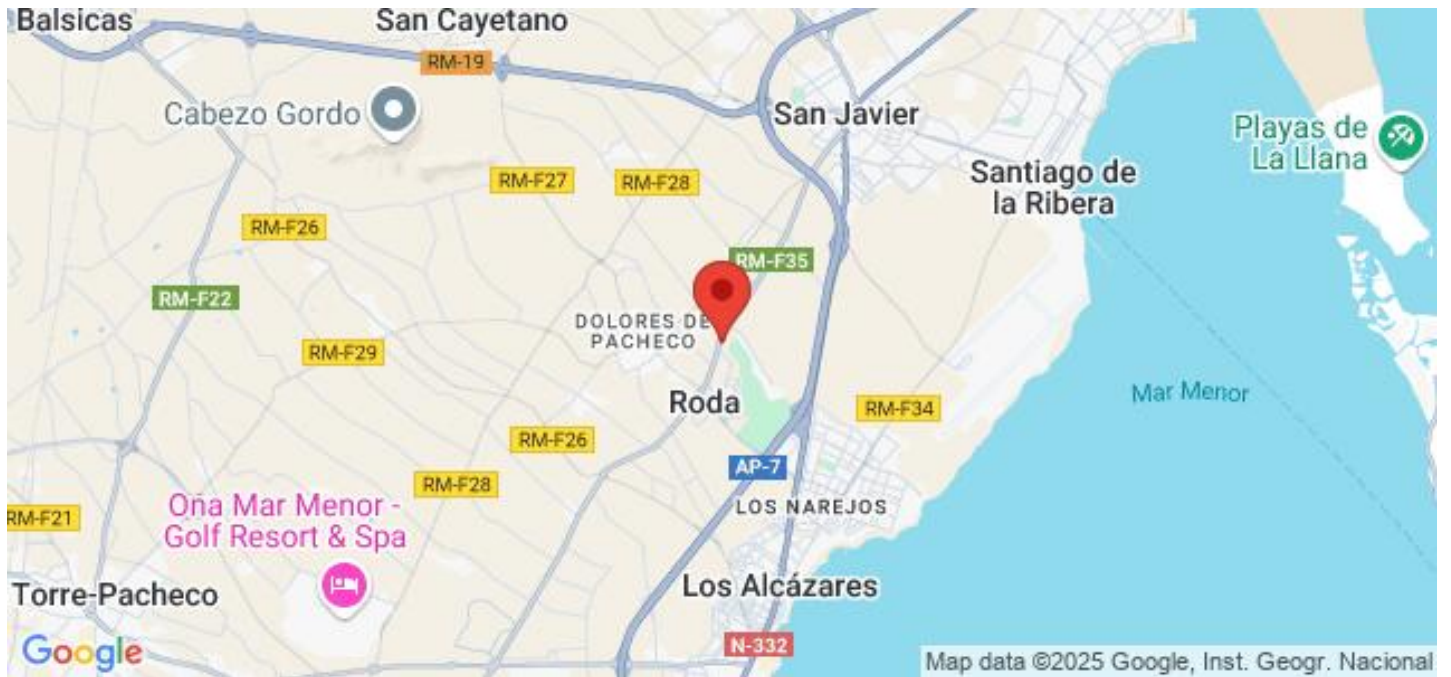 Balsicas
San Cayetano
RM-19
Cabezo Gordo
San Javier
Playas de
La Llana
RM-F27
RM-F28
Santiago de
la Ribera
RM-F26
RM-F35
RM-F22
DOLORES DE
PACHECO
RM-F29
Mar Menor
Roda
RM-F34
RM-F26
AP-7
RM-F28
LOS NAREJOS
Oña Mar Menor -
Golf Resort & Spa
RM-F21
Torre-Pacheco
Los Alcázares
N-332
Google
Map data ©2025 Google, Inst. Geogr. Nacional